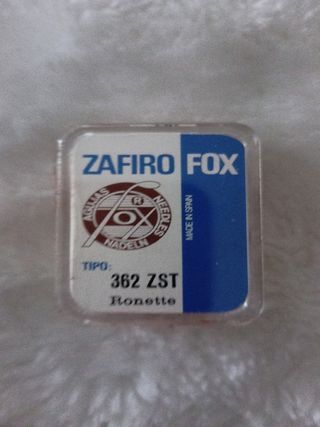 ZAFIRO FOX
AGUJAS
NEEDLES
NADELN
FOX
R
MADE IN SPAIN
TIPO:
362 ZST
Ronette